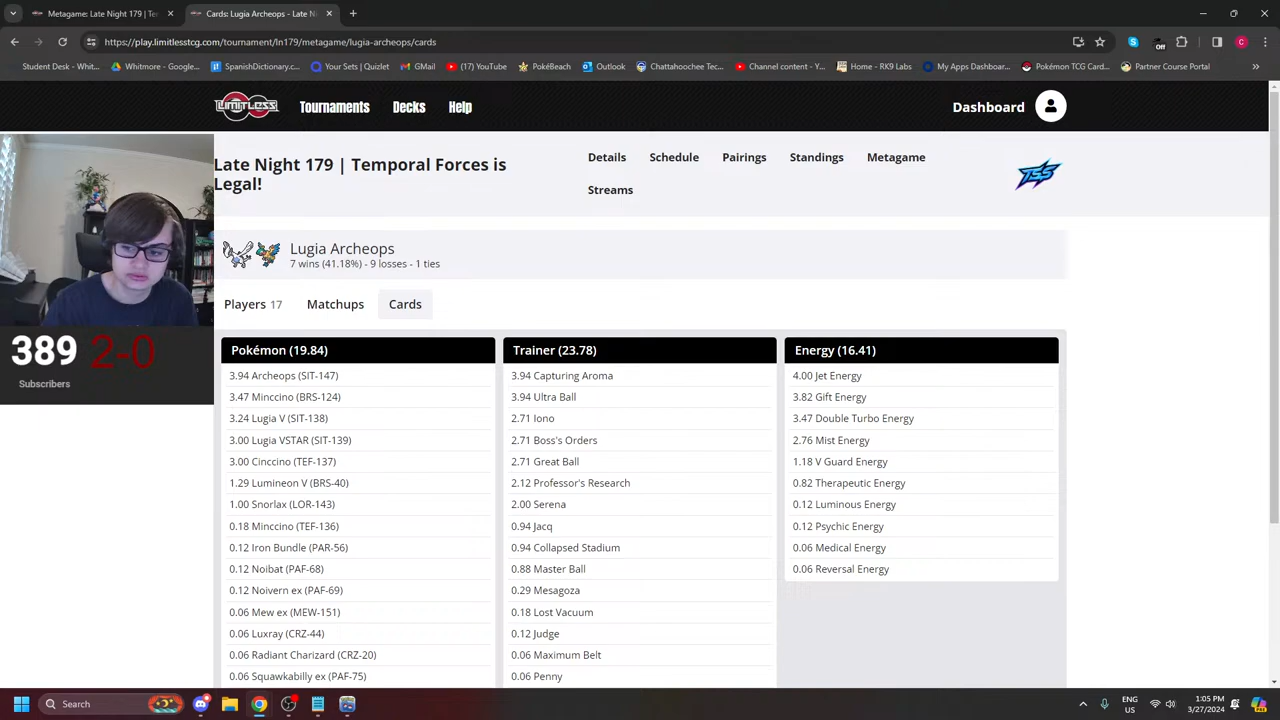 Metagame: Late Night 179 | Te
Cards: Lugia Archeops - Late Ni
https://play.limitlesstcg.com/tournament/ln179/metagame/lugia-archeops/cards
Student Desk - Whit...
Whitmore - Google...
SpanishDictionary.c...
Your Sets | Quizlet
GMail
(17) YouTube
PokéBeach
Outlook
Chattahoochee Tec...
Channel content - Y...
Home - RK9 Labs
My Apps Dashboar...
Pokémon TCG Card...
Partner Course Portal
LIMITLESS
Tournaments
Decks
Help
Dashboard
Late Night 179 | Temporal Forces is
Legal!
Details
Schedule
Pairings
Standings
Metagame
Streams
TSS
Lugia Archeops
7 wins (41.18%) - 9 losses - 1 ties
Players 17
Matchups
Cards
389 2-0
Subscribers
Pokémon (19.84)
3.94 Archeops (SIT-147)
3.47 Minccino (BRS-124)
3.24 Lugia V (SIT-138)
3.00 Lugia VSTAR (SIT-139)
3.00 Cinccino (TEF-137)
1.29 Lumineon V (BRS-40)
1.00 Snorlax (LOR-143)
0.18 Minccino (TEF-136)
0.12 Iron Bundle (PAR-56)
0.12 Noibat (PAF-68)
0.12 Noivern ex (PAF-69)
0.06 Mew ex (MEW-151)
0.06 Luxray (CRZ-44)
0.06 Radiant Charizard (CRZ-20)
0.06 Squawkabilly ex (PAF-75)
Trainer (23.78)
3.94 Capturing Aroma
3.94 Ultra Ball
2.71 Iono
2.71 Boss's Orders
2.71 Great Ball
2.12 Professor's Research
2.00 Serena
0.94 Jacq
0.94 Collapsed Stadium
0.88 Master Ball
0.29 Mesagoza
0.18 Lost Vacuum
0.12 Judge
0.06 Maximum Belt
0.06 Penny
Energy (16.41)
4.00 Jet Energy
3.82 Gift Energy
3.47 Double Turbo Energy
2.76 Mist Energy
1.18 V Guard Energy
0.82 Therapeutic Energy
0.12 Luminous Energy
0.12 Psychic Energy
0.06 Medical Energy
0.06 Reversal Energy
Search
ENG
US
1:05 PM
3/27/2024